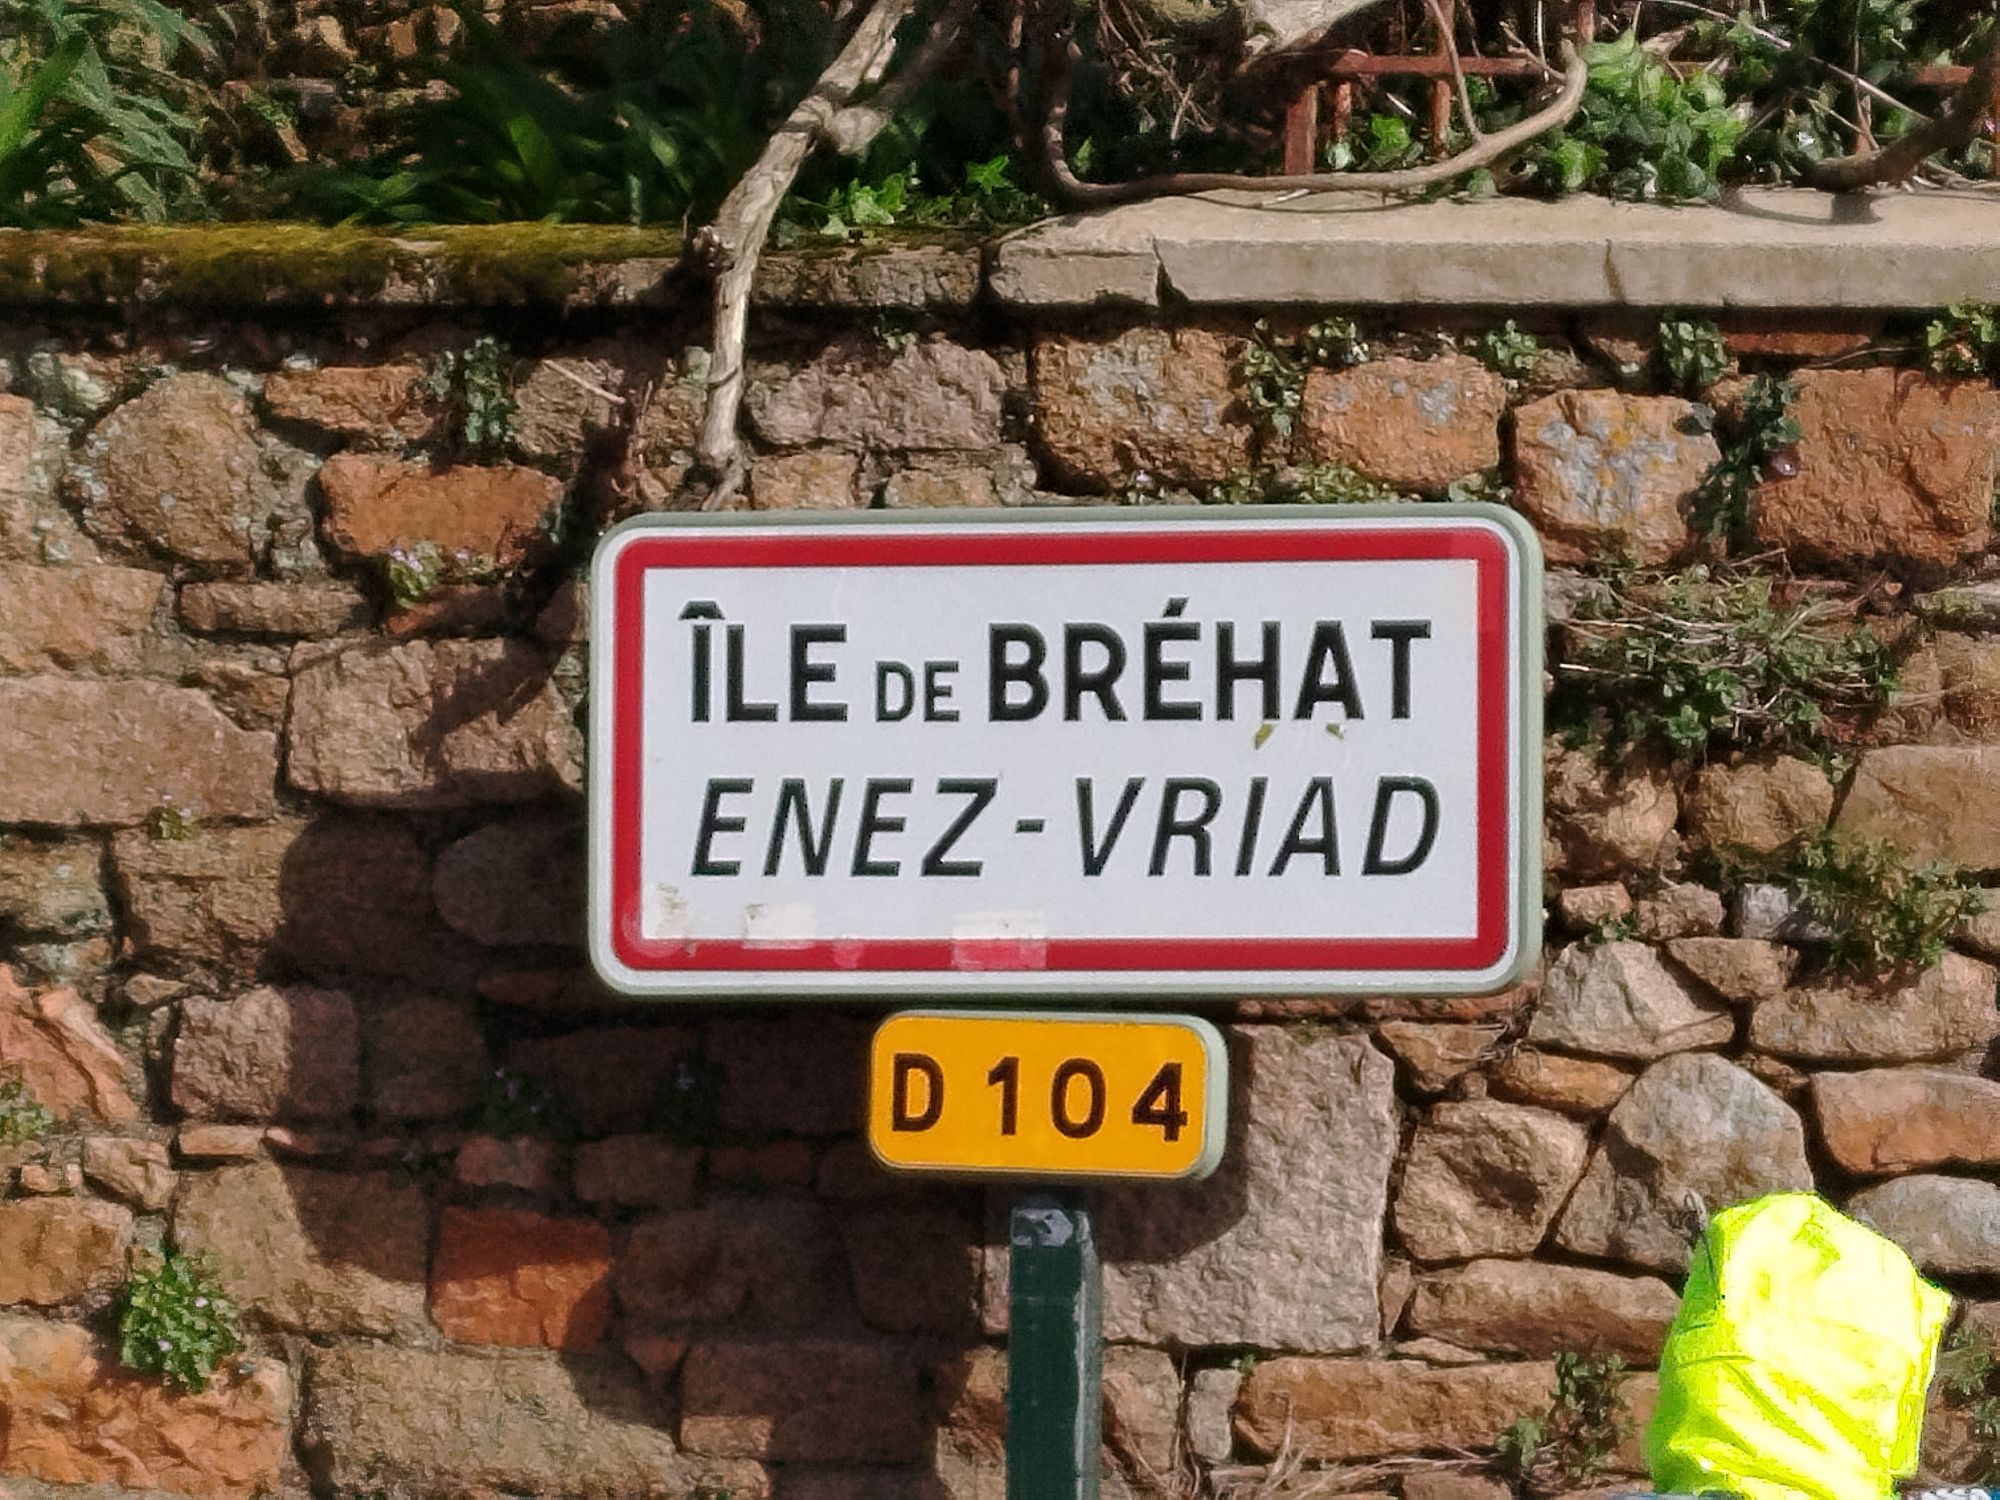 ÎLE DE BRÉHAT
ENEZ-VRIAD
D 104